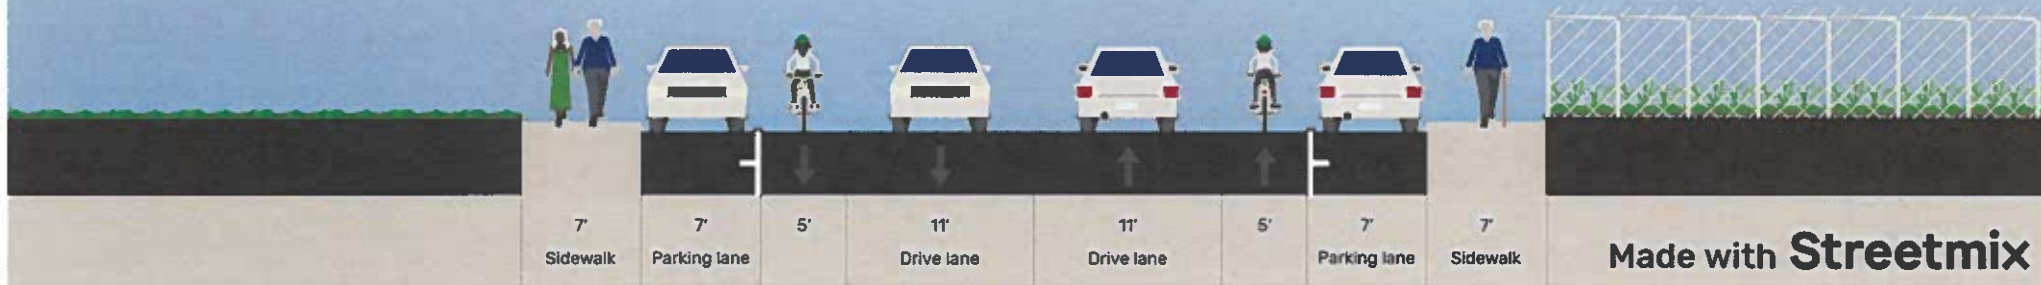 7' 7' 5' 11' 11' 5' 7' 7'
Sidewalk Parking lane Drive lane Drive lane Parking lane Sidewalk
Made with Streetmix